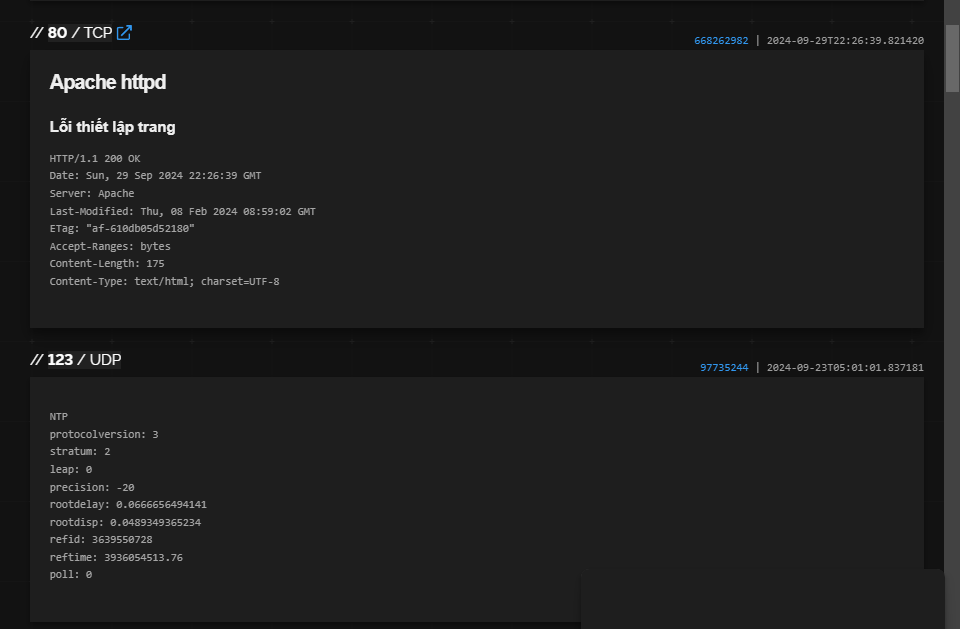 // 80 / TCP
668262982 | 2024-09-29T22:26:39.821420
Apache httpd
Lỗi thiết lập trang
HTTP/1.1 200 OK
Date: Sun, 29 Sep 2024 22:26:39 GMT
Server: Apache
Last-Modified: Thu, 08 Feb 2024 08:59:02 GMT
ETag: "af-610db05d52180"
Accept-Ranges: bytes
Content-Length: 175
Content-Type: text/html; charset=UTF-8
// 123 / UDP
97735244 | 2024-09-23T05:01:01.837181
NTP
protocolversion: 3
stratum: 2
leap: 0
precision: -20
rootdelay: 0.0666656494141
rootdisp: 0.0489349365234
refid: 3639550728
reftime: 3936054513.76
poll: 0